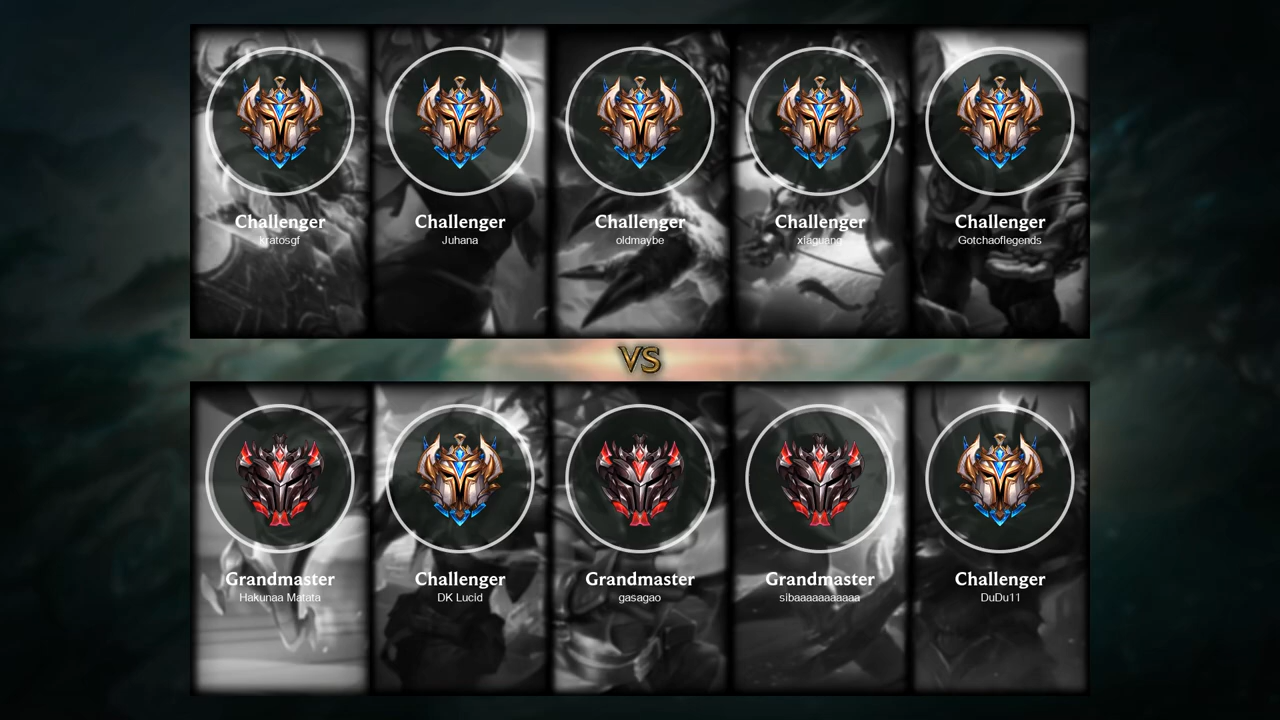 Challenger
kratosgf
Challenger
Juhana
Challenger
oldmaybe
Challenger
xiaguang
Challenger
Gotchaoflegends
VS
Grandmaster
Hakunaa Matata
Challenger
DK Lucid
Grandmaster
gasagao
Grandmaster
sibaaaaaaaaaaa
Challenger
DuDu11